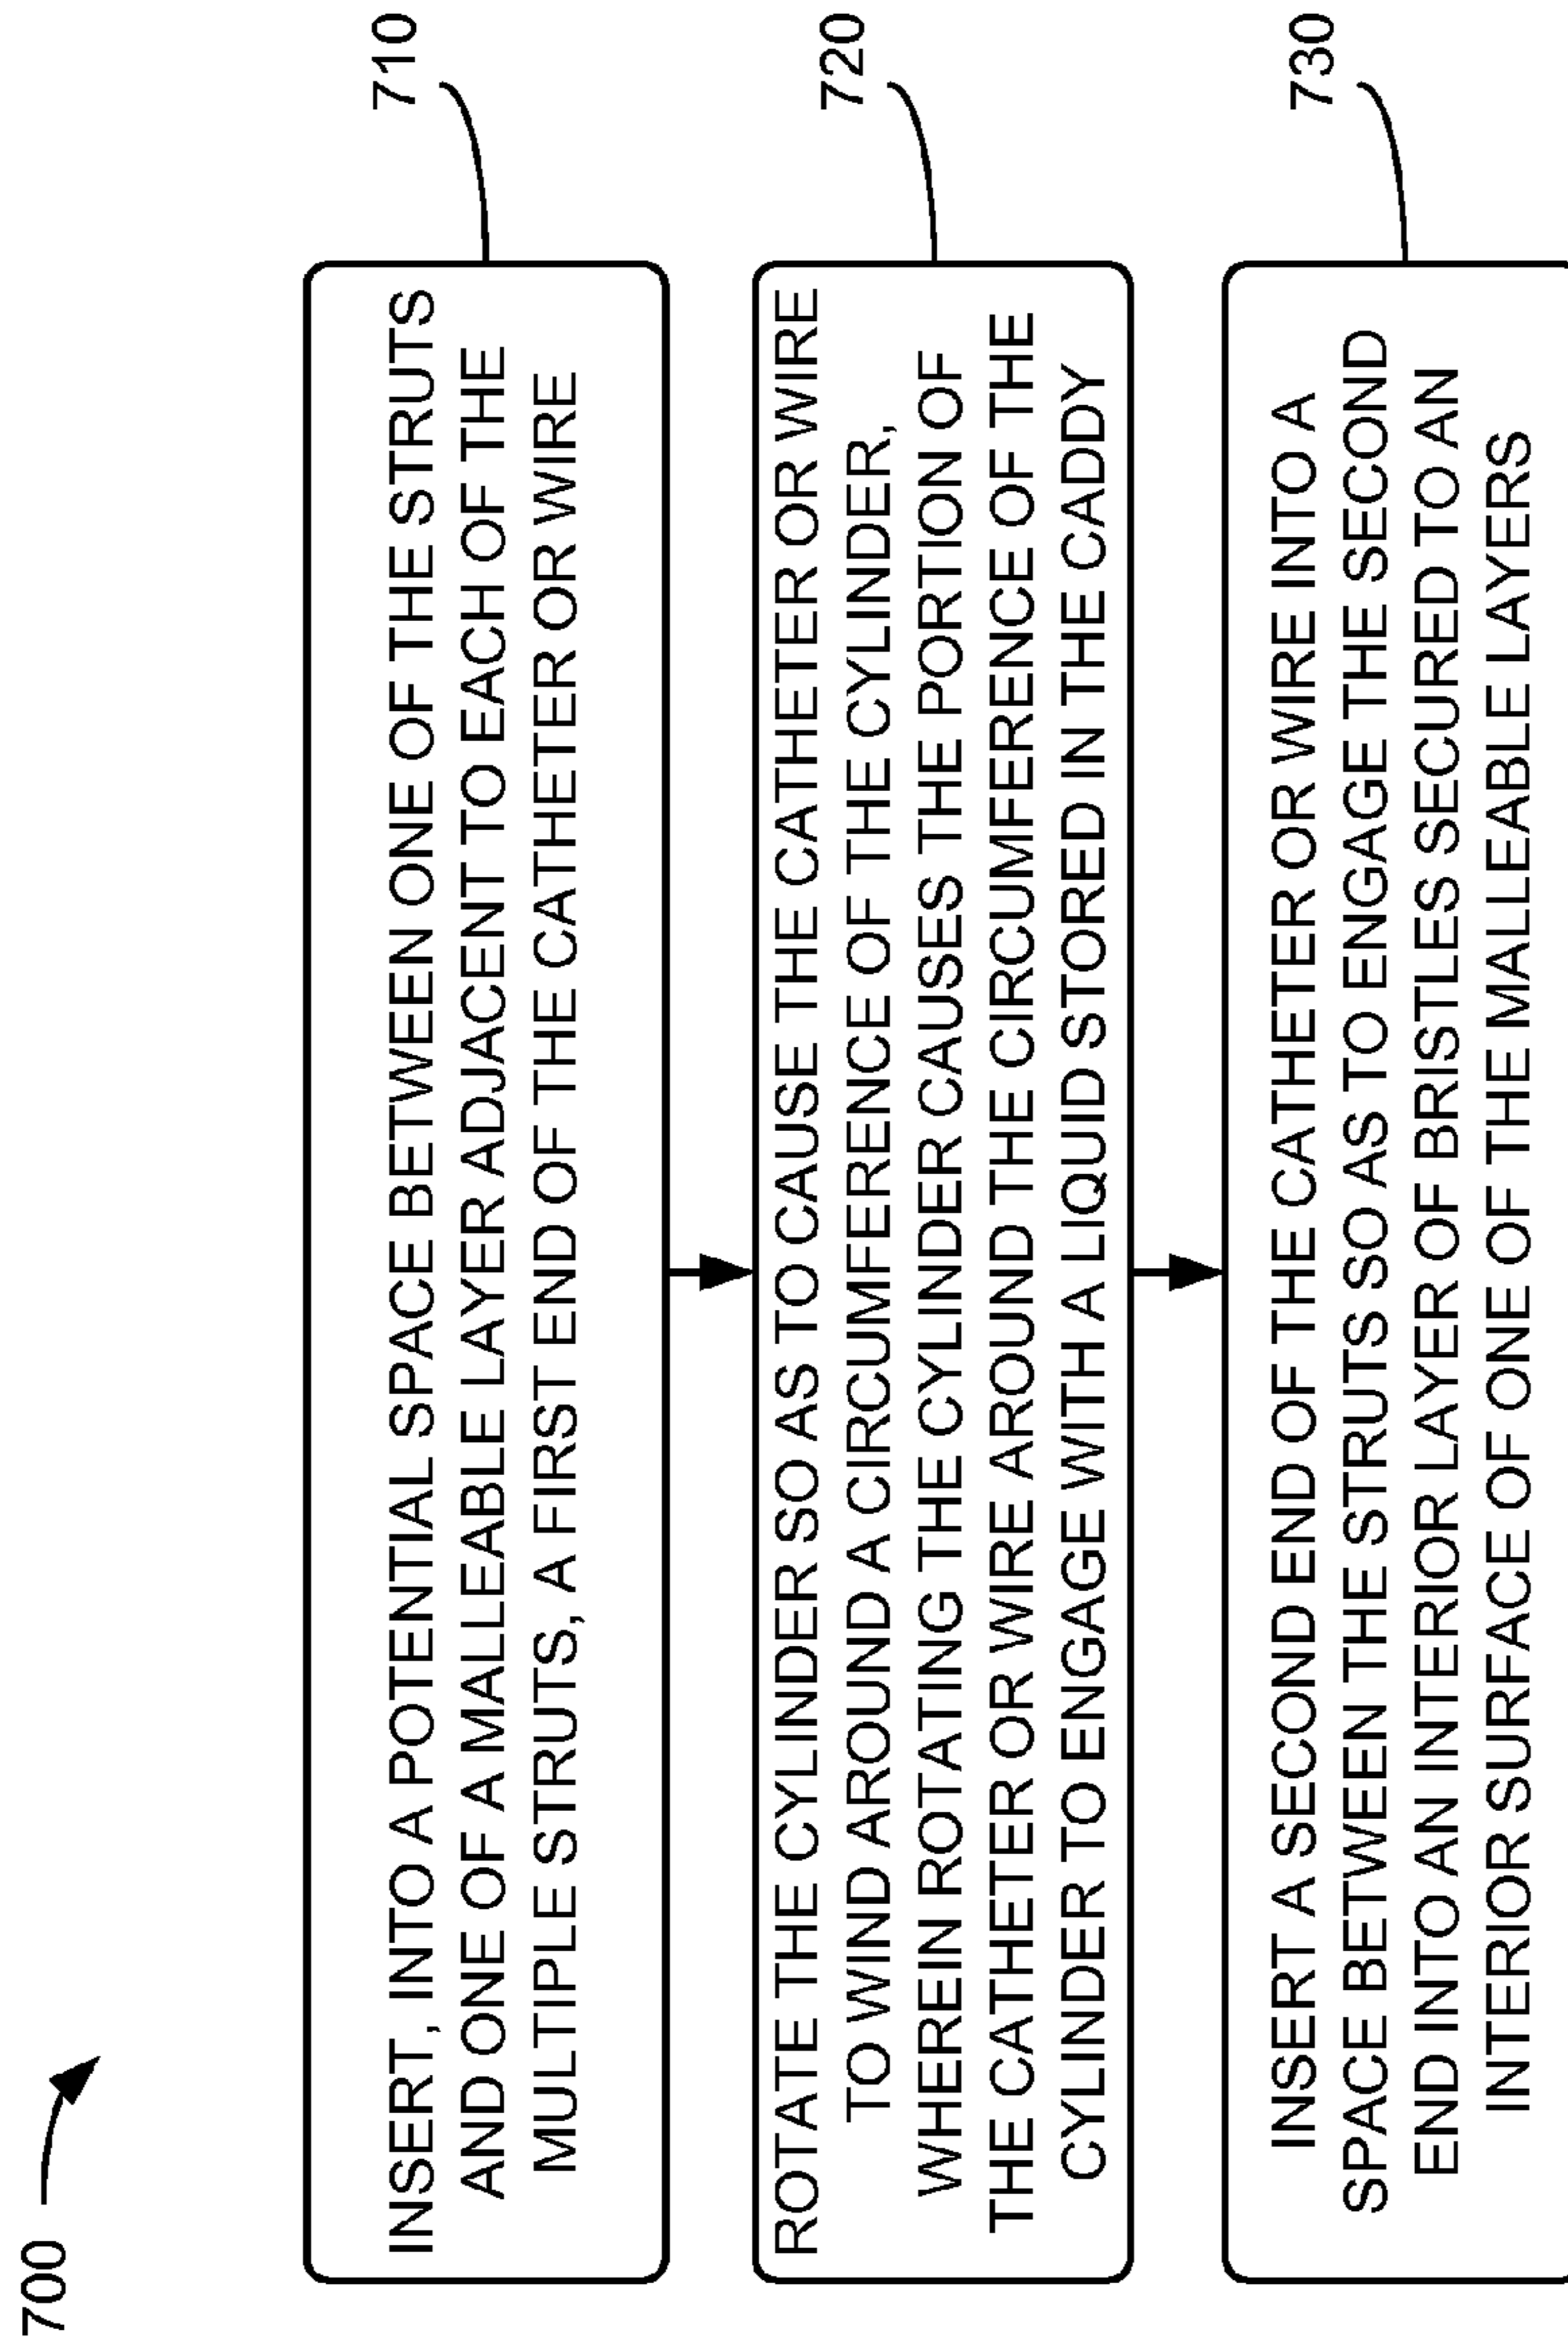 700
710
INSERT, INTO A POTENTIAL SPACE BETWEEN ONE OF THE STRUTS
AND ONE OF A MALLEABLE LAYER ADJACENT TO EACH OF THE
MULTIPLE STRUTS, A FIRST END OF THE CATHETER OR WIRE
720
ROTATE THE CYLINDER SO AS TO CAUSE THE CATHETER OR WIRE
TO WIND AROUND A CIRCUMFERENCE OF THE CYLINDER,
WHEREIN ROTATING THE CYLINDER CAUSES THE PORTION OF
THE CATHETER OR WIRE AROUND THE CIRCUMFERENCE OF THE
CYLINDER TO ENGAGE WITH A LIQUID STORED IN THE CADDY
730
INSERT A SECOND END OF THE CATHETER OR WIRE INTO A
SPACE BETWEEN THE STRUTS SO AS TO ENGAGE THE SECOND
END INTO AN INTERIOR LAYER OF BRISTLES SECURED TO AN
INTERIOR SURFACE OF ONE OF THE MALLEABLE LAYERS